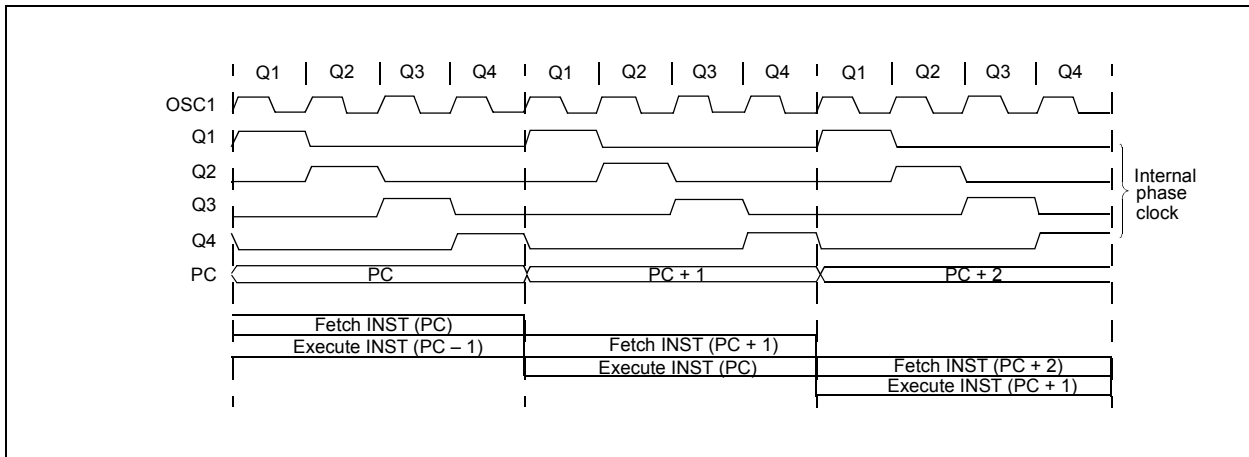 Q1 Q2 Q3 Q4 Q1 Q2 Q3 Q4 Q1 Q2 Q3 Q4
OSC1
Q1
Q2
Q3
Q4
PC PC PC + 1 PC + 2
Internal
phase
clock
Fetch INST (PC)
Execute INST (PC – 1) Fetch INST (PC + 1)
Execute INST (PC) Fetch INST (PC + 2)
Execute INST (PC + 1)